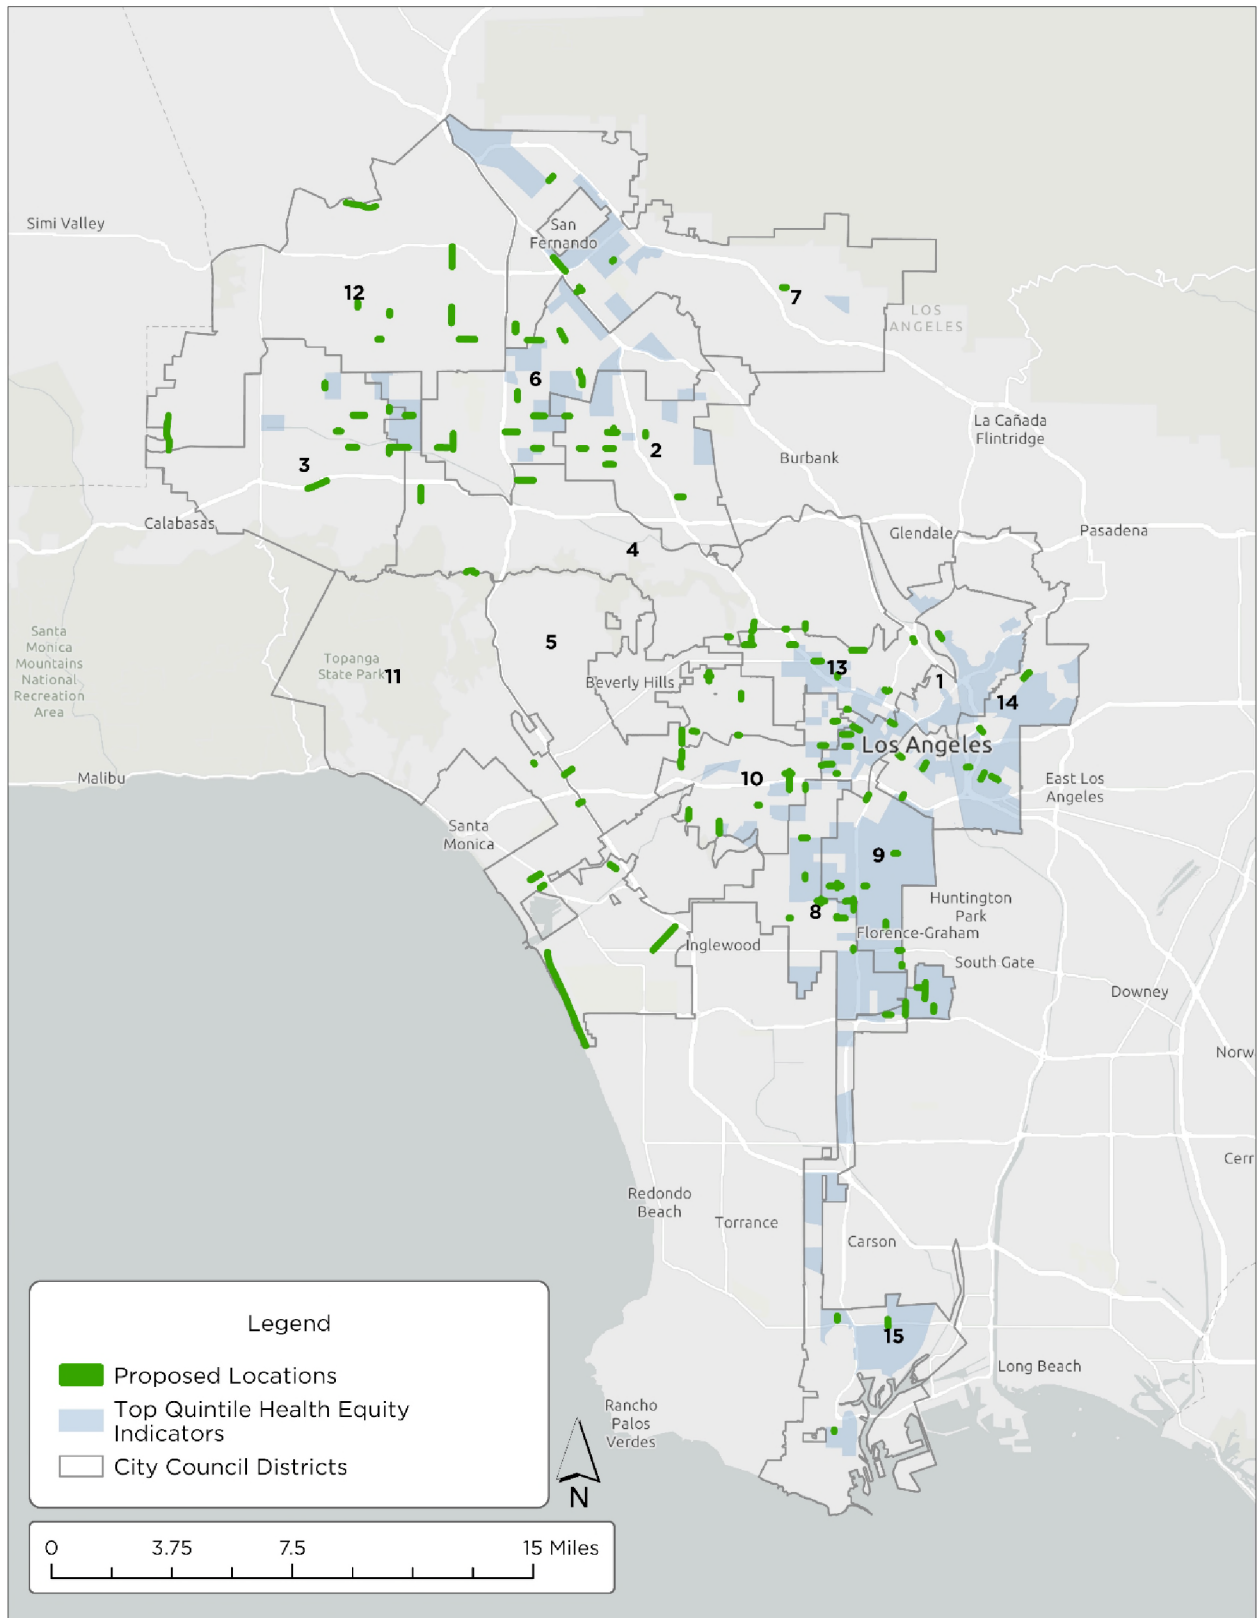 Simi Valley
San
Fernando
12
7
LOS
ANGELES
6
La Cañada
Flintridge
2
Burbank
3
Calabasas
Glendale
Pasadena
4
5
Santa
Monica
Mountains
National
Recreation
Area
Topanga
State Park
11
Beverly Hills
13
1
14
Los Angeles
Malibu
10
East Los
Angeles
Santa
Monica
9
Huntington
Park
8
Florence-Graham
Inglewood
South Gate
Downey
Norw
Cerr
Redondo
Beach
Torrance
Carson
15
Long Beach
Rancho
Palos
Verdes
Legend
Proposed Locations
Top Quintile Health Equity
Indicators
City Council Districts
N
0 3.75 7.5 15 Miles